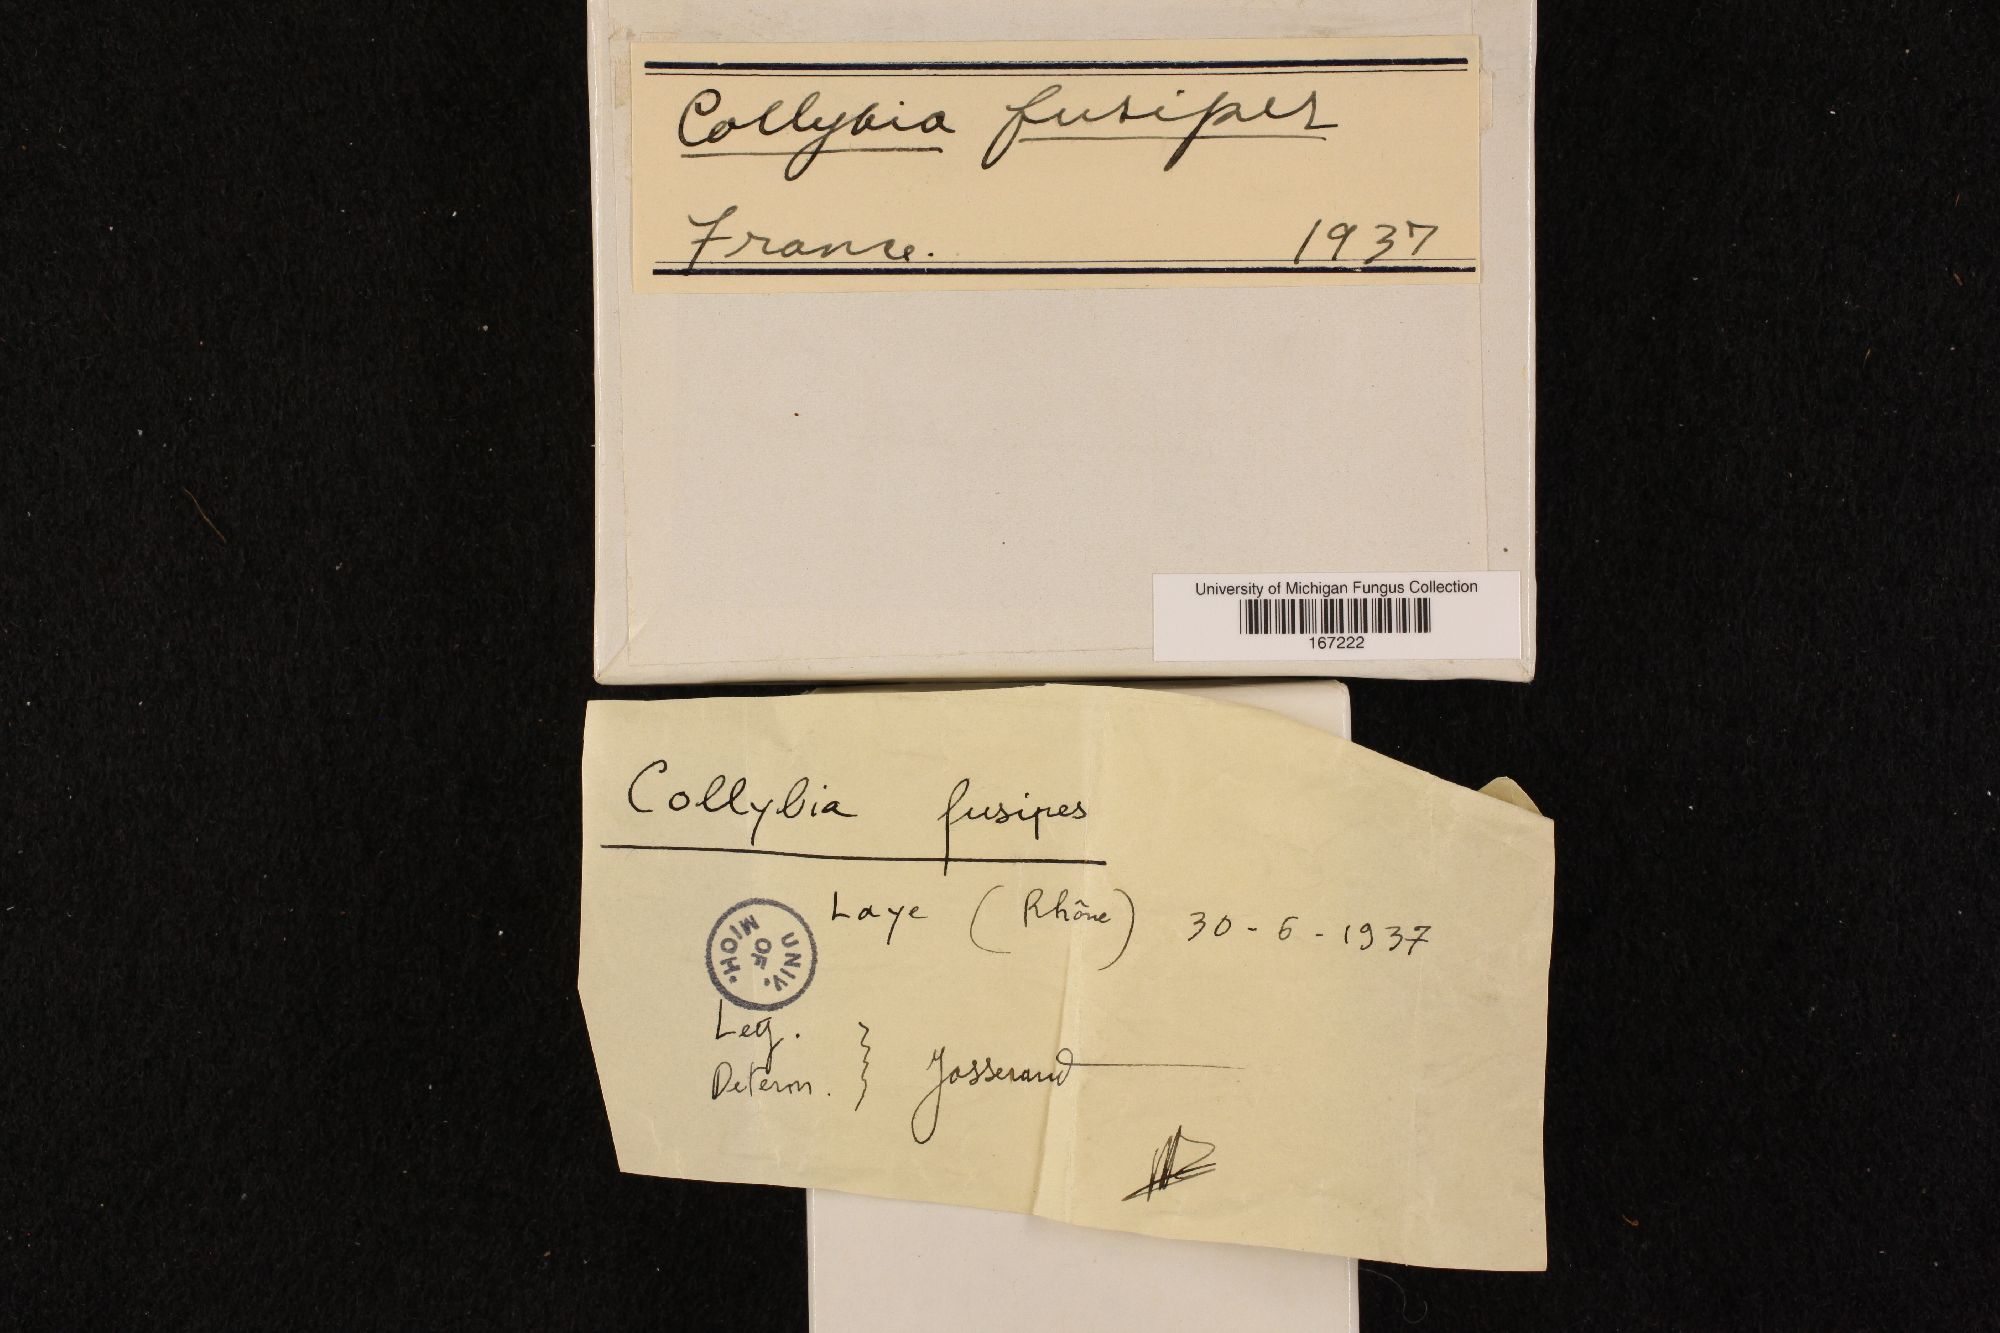 Collybia fusipes
France. 1937
University of Michigan Fungus Collection
167222
Collybia fusipes
Laye (Rhône) 30-6-1937
UNIV. OF MICH.
Leg.
Determ. } Josserand